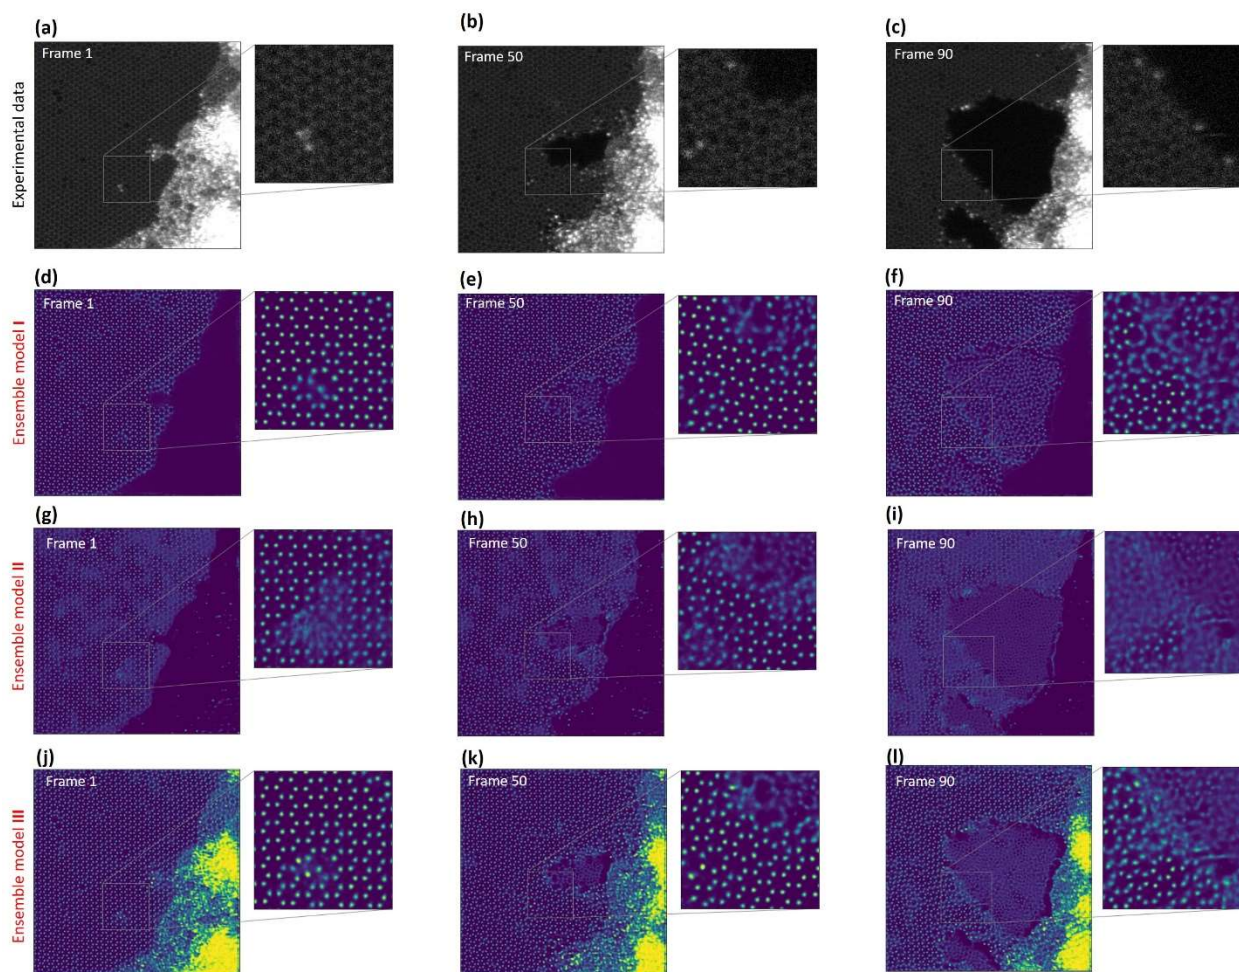 (a)
(b)
(c)
Experimental data
Frame 1
Frame 50
Frame 90
(d)
(e)
(f)
Ensemble model I
Frame 1
Frame 50
Frame 90
(g)
(h)
(i)
Ensemble model II
Frame 1
Frame 50
Frame 90
(j)
(k)
(l)
Ensemble model III
Frame 1
Frame 50
Frame 90